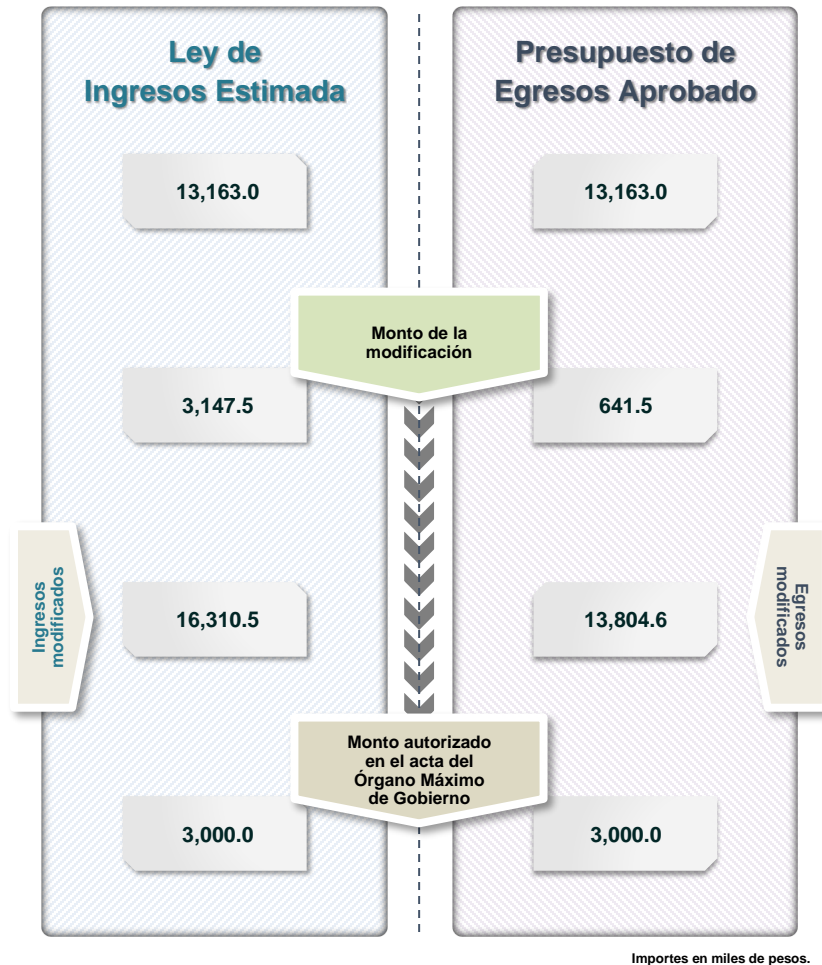 Ley de
Ingresos Estimada
Presupuesto de
Egresos Aprobado
13,163.0
13,163.0
Monto de la
modificación
3,147.5
641.5
Ingresos
modificados
16,310.5
13,804.6
Egresos
modificados
Monto autorizado
en el acta del
Órgano Máximo
de Gobierno
3,000.0
3,000.0
Importes en miles de pesos.